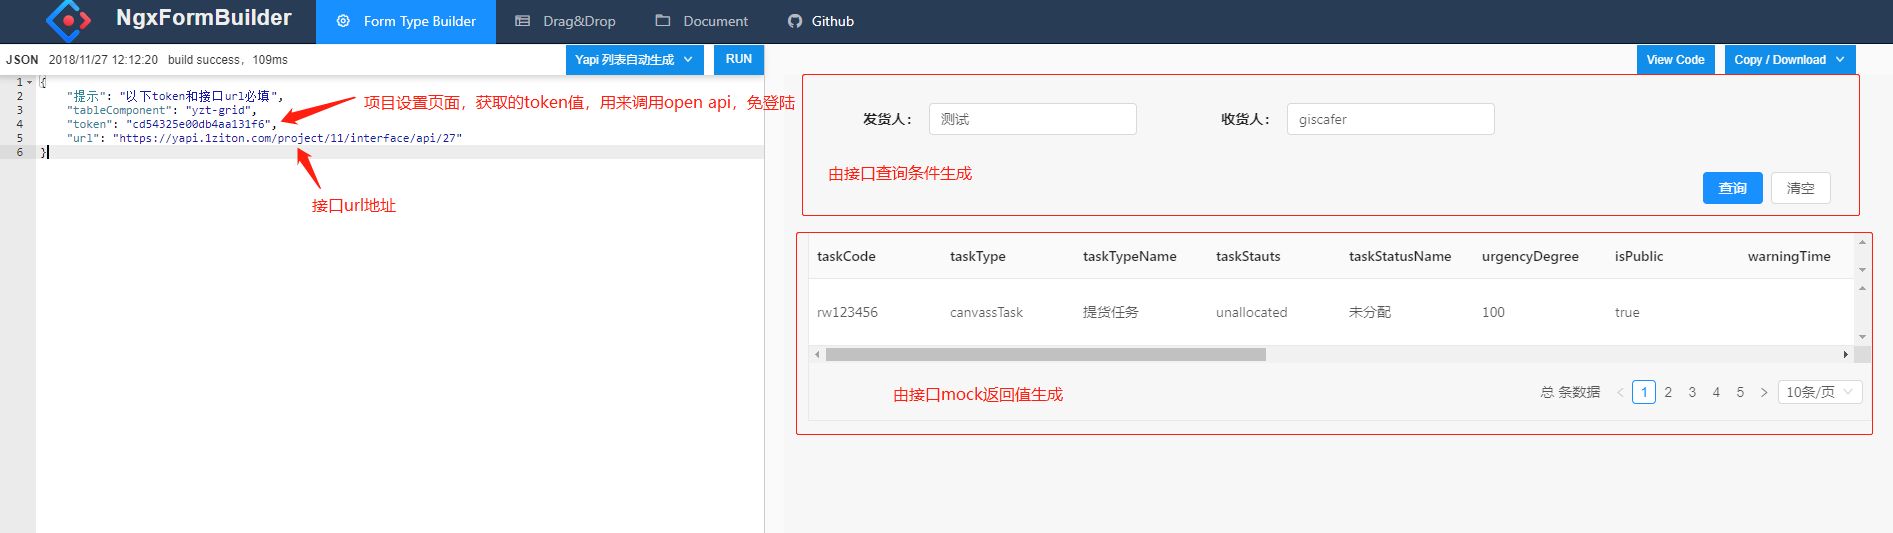 NgxFormBuilder
Form Type Builder
Drag&Drop
Document
Github
JSON 2018/11/27 12:12:20 build success, 109ms
Yapi 列表自动生成
RUN
View Code
Copy / Download
1 {
2 "提示": "以下token和接口url必填",
3 "tableComponent": "yzt-grid",
4 "token": "cd54325e00db4aa131f6",
5 "url": "https://yapi.1ziton.com/project/11/interface/api/27"
6 }
项目设置页面，获取的token值，用来调用open api，免登陆
接口url地址
发货人： 测试
收货人： giscafer
由接口查询条件生成
查询
清空
taskCode taskType taskTypeName taskStauts taskStatusName urgencyDegree isPublic warningTime
rw123456 canvassTask 提货任务 unallocated 未分配 100 true
由接口mock返回值生成
总 条数据 < 1 2 3 4 5 > 10条/页